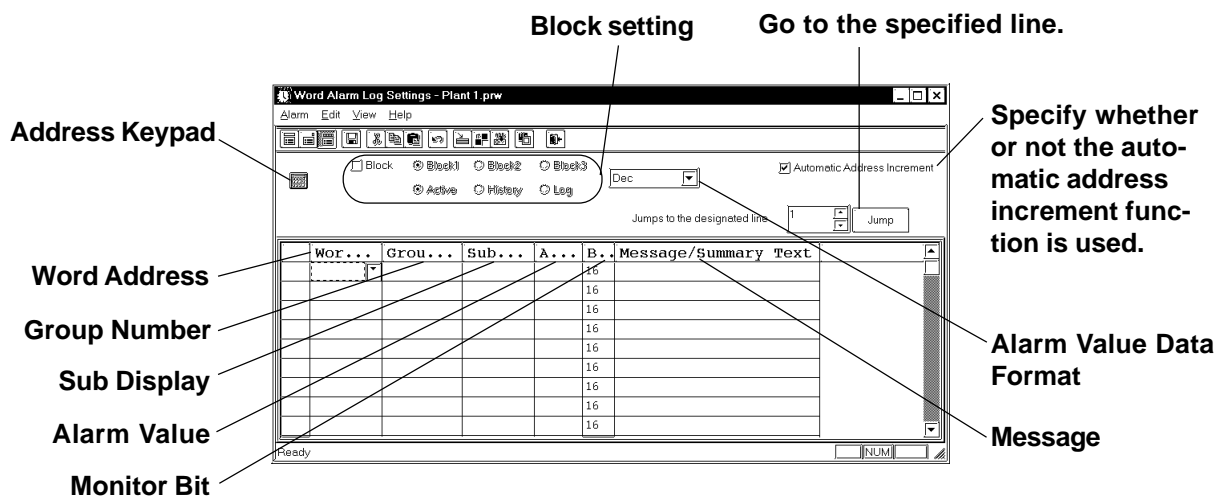 Block setting
Go to the specified line.
Address Keypad
Word Alarm Log Settings - Plant 1.prw
Alarm Edit View Help
Block Block1 Block2 Block3
Active History Log
Dec
Automatic Address Increment
Jumps to the designated line 1 Jump
Specify whether
or not the auto-
matic address
increment func-
tion is used.
Wor... Grou... Sub... A... B.. Message/Summary Text
16
16
16
16
16
16
16
16
16
Word Address
Group Number
Sub Display
Alarm Value
Monitor Bit
Alarm Value Data
Format
Message
Ready NUM